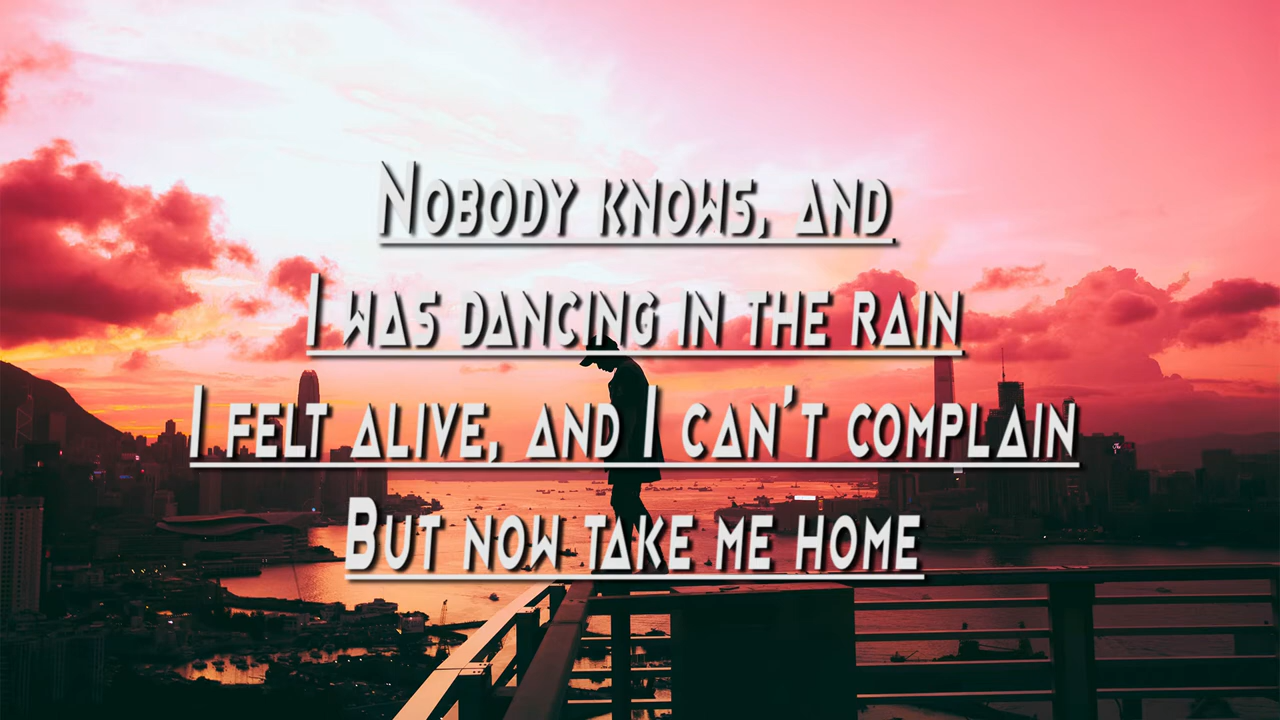 Nobody knows, and
I was dancing in the rain
I felt alive, and I can't complain
But now take me home